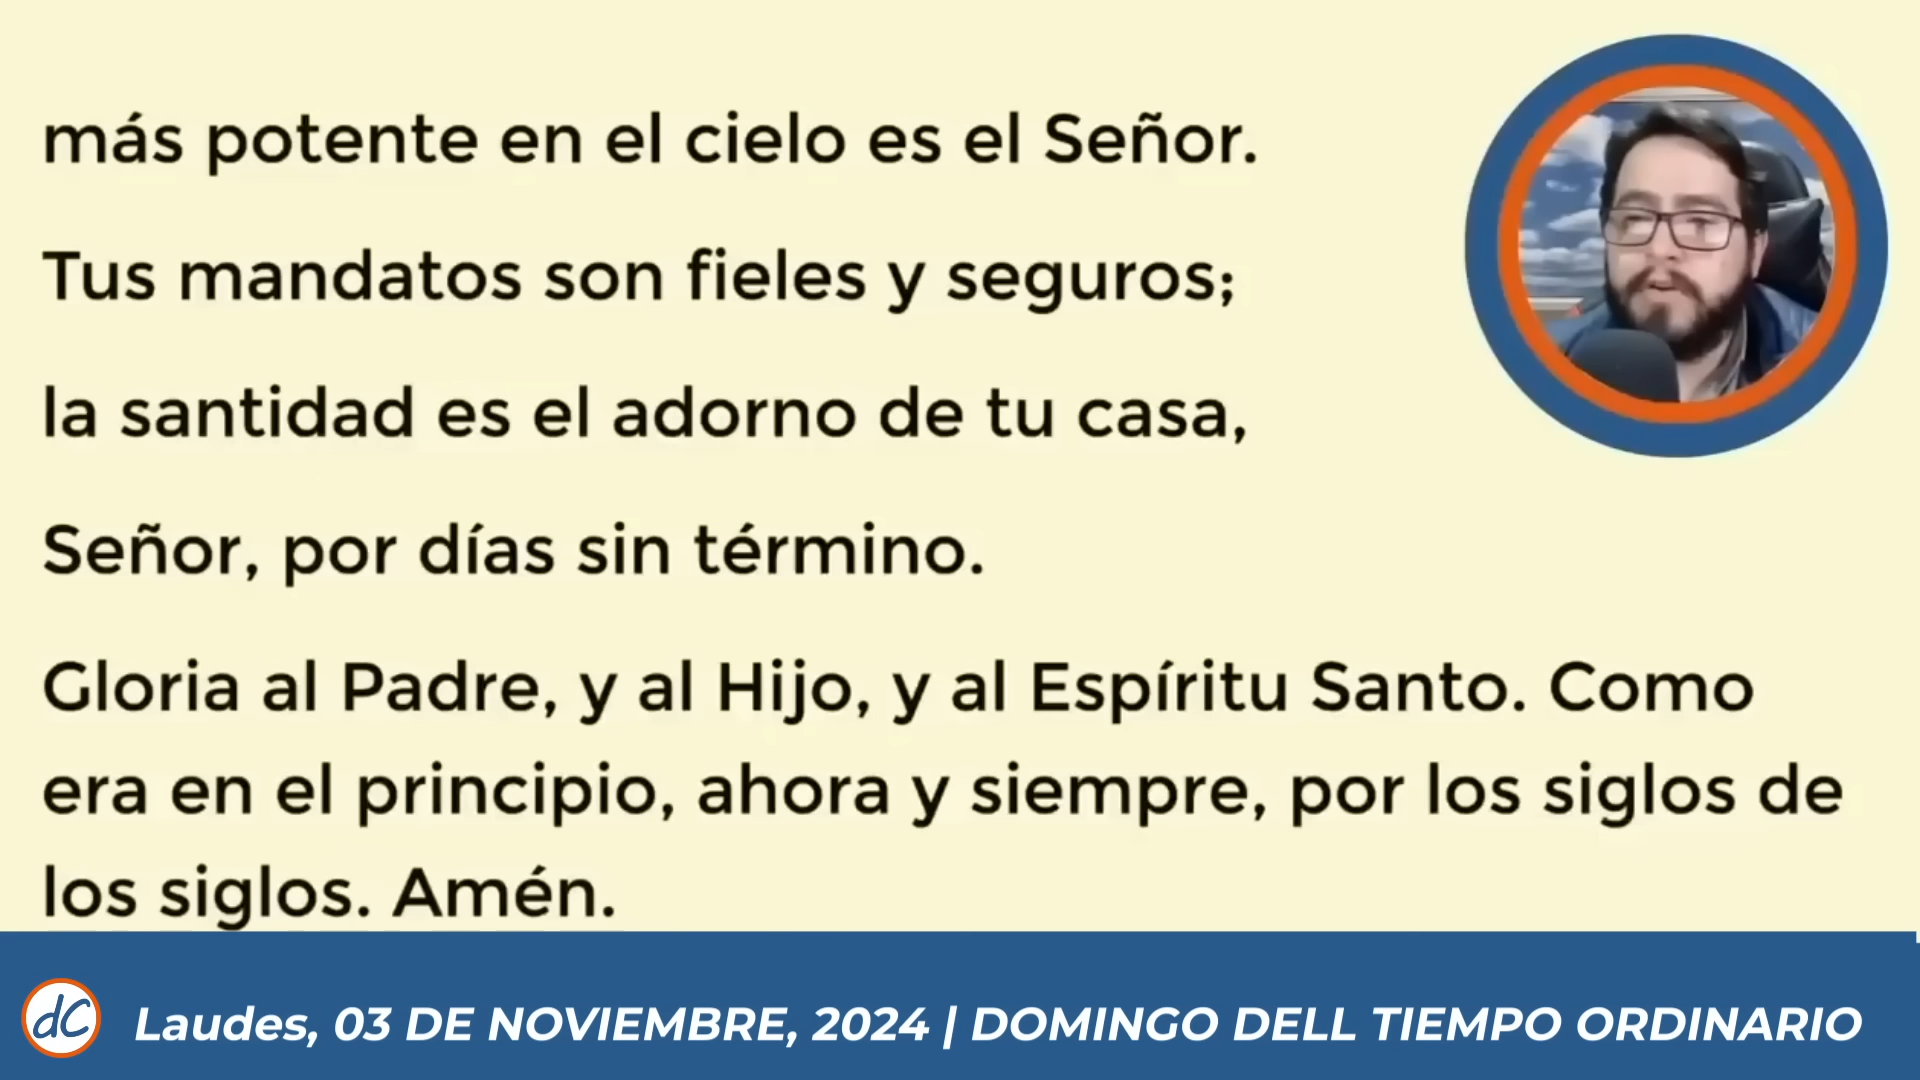 más potente en el cielo es el Señor.
Tus mandatos son fieles y seguros;
la santidad es el adorno de tu casa,
Señor, por días sin término.
Gloria al Padre, y al Hijo, y al Espíritu Santo. Como
era en el principio, ahora y siempre, por los siglos de
los siglos. Amén.
dC
Laudes, 03 DE NOVIEMBRE, 2024 | DOMINGO DELL TIEMPO ORDINARIO